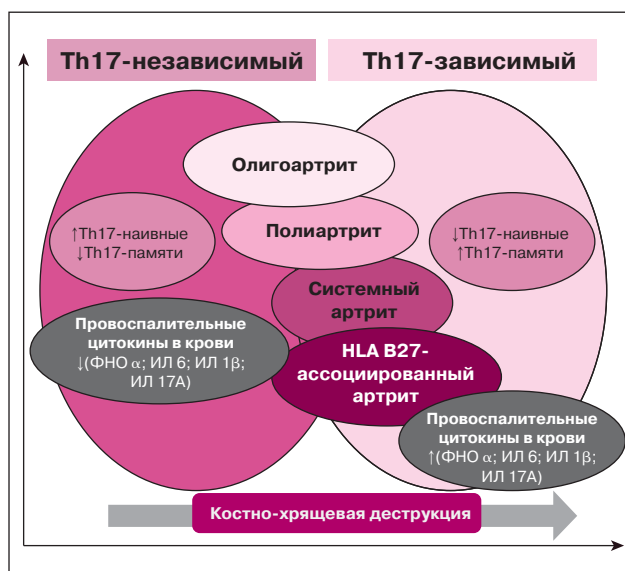 Th17-независимый
Th17-зависимый
Олигоартрит
Полиартрит
↑Th17-наивные
↓Th17-памяти
↓Th17-наивные
↑Th17-памяти
Системный
артрит
Провоспалительные
цитокины в крови
↓(ФНО α; ИЛ 6; ИЛ 1β;
ИЛ 17А)
HLA B27-
ассоциированный
артрит
Провоспалительные
цитокины в крови
↑(ФНО α; ИЛ 6; ИЛ 1β;
ИЛ 17А)
Костно-хрящевая деструкция